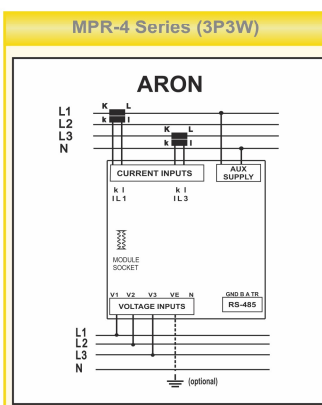 MPR-4 Series (3P3W)
ARON
K L
L1
L2
L3
N
k l
K L
k l
CURRENT INPUTS
AUX
SUPPLY
k l
IL1
k l
IL3
MODULE
SOCKET
V1 V2 V3 VE N
VOLTAGE INPUTS
GND B A TR
RS-485
L1
L2
L3
N
(optional)